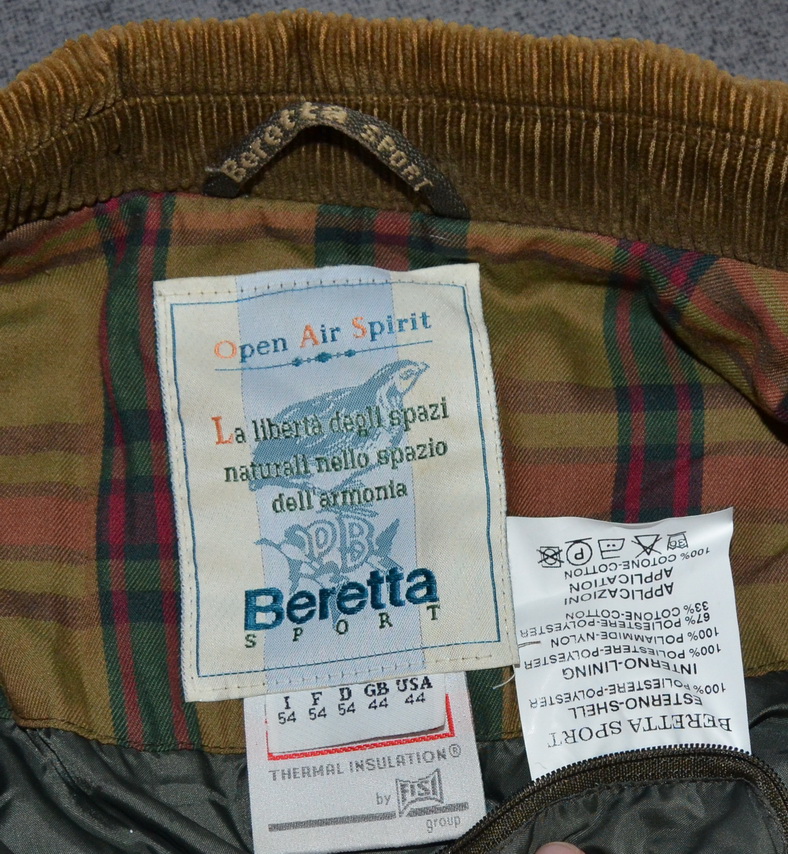 Beretta SPORT
Open Air Spirit
La libertà degli spazi
naturali nello spazio
dell'armonia
PB
Beretta
SPORT
I F D GB USA
54 54 54 44 44
THERMAL INSULATION®
by FISI
group
BERETTA SPORT
ESTERNO-SHELL
100% POLIESTERE-POLYESTER
INTERNO-LINING
100% POLIESTERE-POLYESTER
100% POLIAMMIDE-NYLON
67% POLIESTERE-POLYESTER
33% COTONE-COTTON
APPLICAZIONI
APPLICATION
100% COTONE-COTTON
30
P